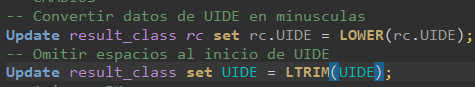 -- Convertir datos de UIDE en minusculas
Update result_class rc set rc.UIDE = LOWER(rc.UIDE);
-- Omitir espacios al inicio de UIDE
Update result_class set UIDE = LTRIM(UIDE);